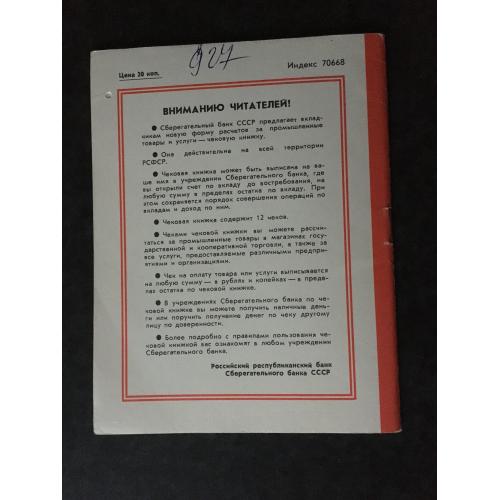 927
Цена 20 коп.
Индекс 70668
ВНИМАНИЮ ЧИТАТЕЛЕЙ!
● Сберегательный банк СССР предлагает вклад-
чикам новую форму расчетов за промышленные
товары и услуги — чековую книжку.
● Она действительна на всей территории
РСФСР.
● Чековая книжка может быть выписана на ва-
ше имя в учреждении Сберегательного банка, где
вы открыли счет по вкладу до востребования, на
любую сумму в пределах остатка по вкладу. При
этом сохраняется порядок совершения операций по
вкладам и доход по ним.
● Чековая книжка содержит 12 чеков.
● Чеками чековой книжки вы можете рассчи-
таться за промышленные товары в магазинах госу-
дарственной и кооперативной торговли, а также за
все услуги, предоставляемые различными предпри-
ятиями и организациями.
● Чек на оплату товара или услуги выписывается
на любую сумму — в рублях и копейках — в преде-
лах остатка по чековой книжке.
● В учреждениях Сберегательного банка по че-
ковой книжке вы можете получить наличные день-
ги или поручить получение денег по чеку другому
лицу по доверенности.
● Более подробно с правилами пользования че-
ковой книжкой вас ознакомят в любом учреждении
Сберегательного банка.
Российский республиканский банк
Сберегательного банка СССР